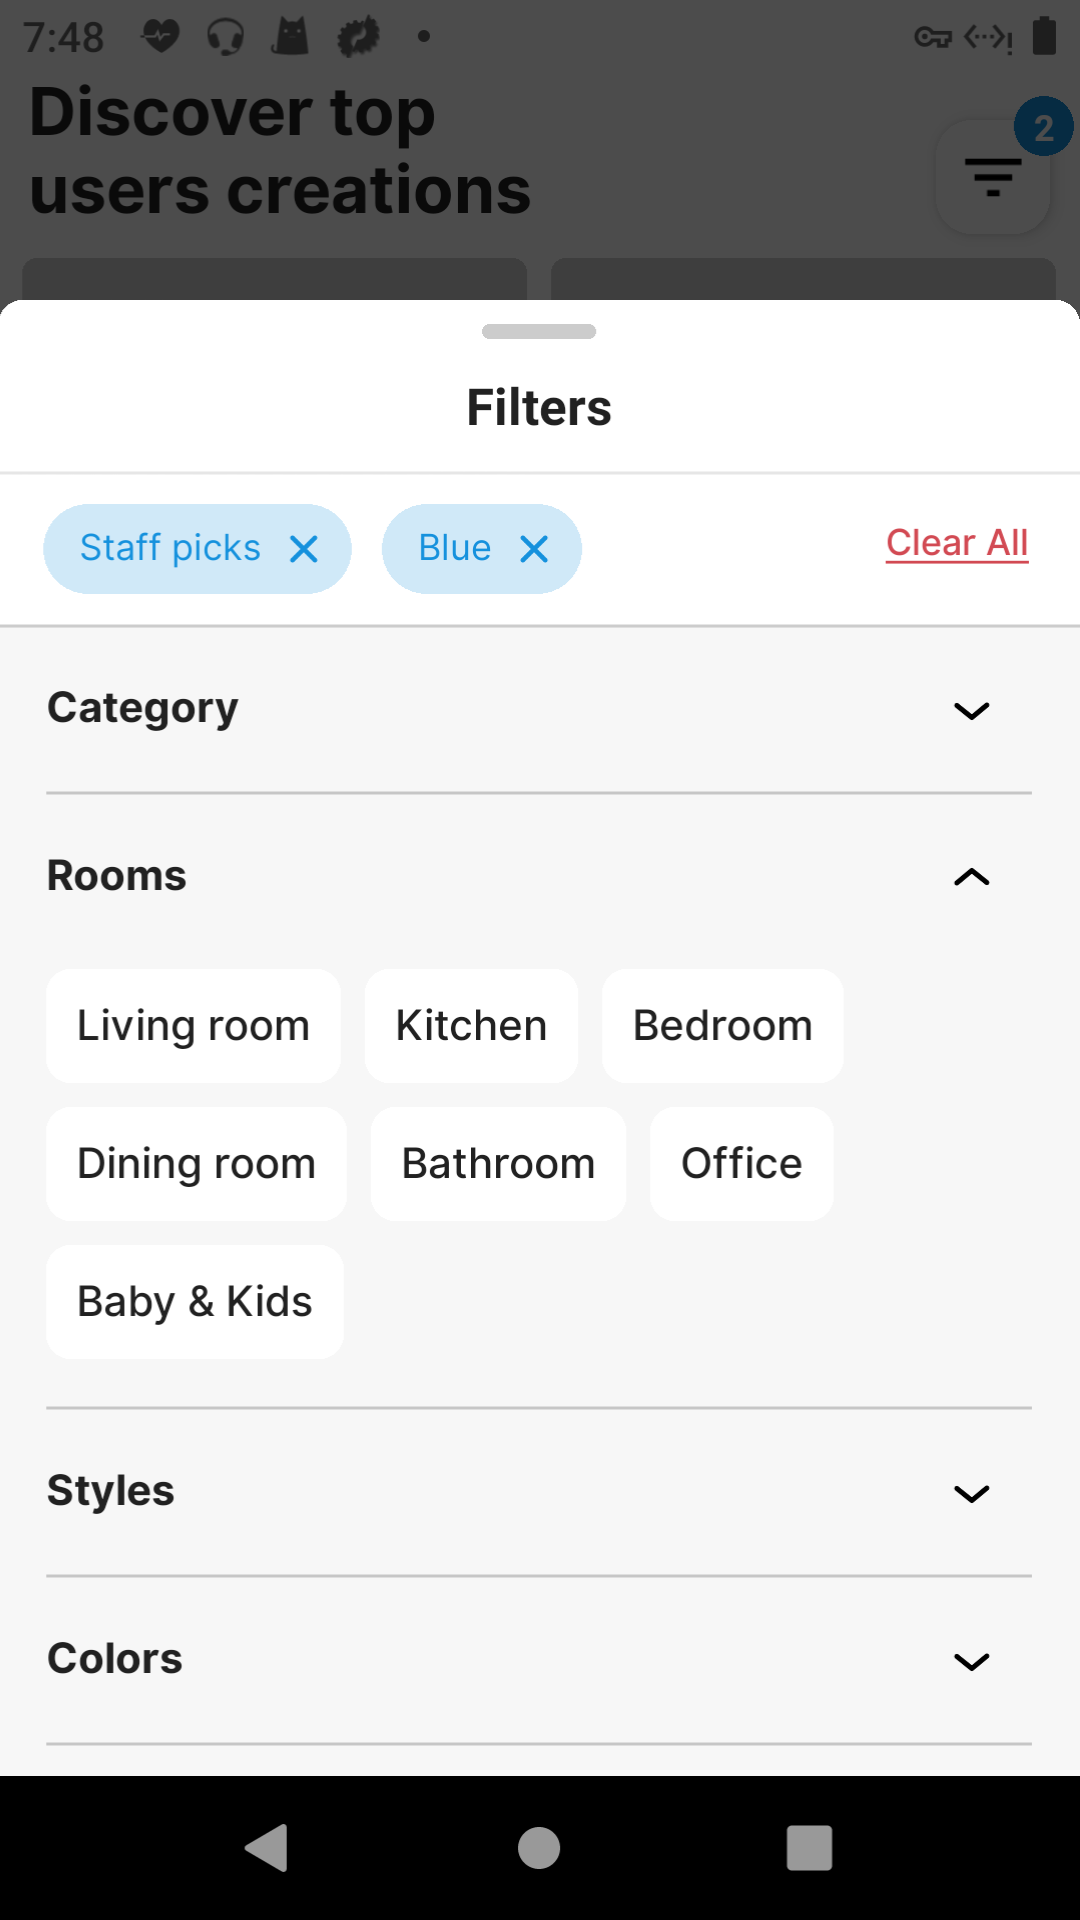 7:48
Discover top
users creations
2
Filters
Staff picks
Blue
Clear All
Category
Rooms
Living room
Kitchen
Bedroom
Dining room
Bathroom
Office
Baby & Kids
Styles
Colors